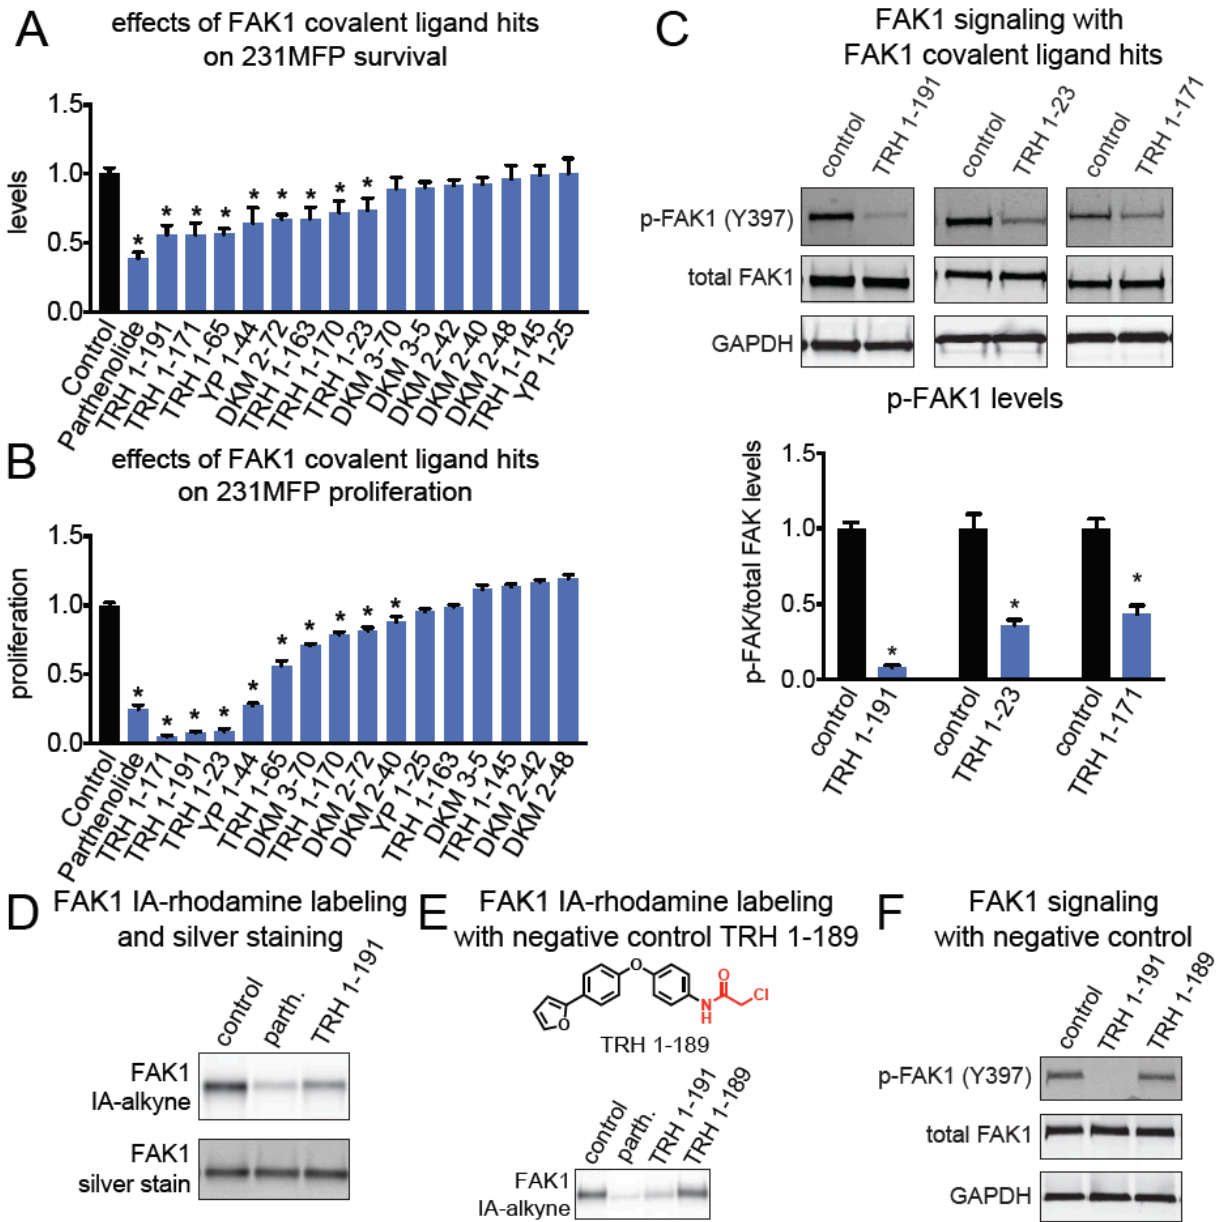 A
effects of FAK1 covalent ligand hits
on 231MFP survival
levels
1.5
1.0
0.5
0.0
* * * * * * * * *
Control
Parthenolide
TRH 1-191
TRH 1-171
TRH 1-65
YP 1-44
DKM 2-72
TRH 1-163
TRH 1-170
TRH 1-23
DKM 3-70
DKM 3-5
DKM 2-42
DKM 2-40
DKM 2-48
TRH 1-145
YP 1-25
B
effects of FAK1 covalent ligand hits
on 231MFP proliferation
proliferation
1.5
1.0
0.5
0.0
* * * * * * * * * *
Control
Parthenolide
TRH 1-171
TRH 1-191
TRH 1-23
YP 1-44
TRH 1-65
DKM 3-70
TRH 1-170
DKM 2-72
DKM 2-40
YP 1-25
TRH 1-163
DKM 3-5
TRH 1-145
DKM 2-42
DKM 2-48
C
FAK1 signaling with
FAK1 covalent ligand hits
control
TRH 1-191
control
TRH 1-23
control
TRH 1-171
p-FAK1 (Y397)
total FAK1
GAPDH
p-FAK1 levels
p-FAK/total FAK levels
1.5
1.0
0.5
0.0
* * *
control
TRH 1-191
control
TRH 1-23
control
TRH 1-171
D
FAK1 IA-rhodamine labeling
and silver staining
control
parth.
TRH 1-191
FAK1
IA-alkyne
FAK1
silver stain
E
FAK1 IA-rhodamine labeling
with negative control TRH 1-189
O
O
O
N
H
Cl
TRH 1-189
control
parth.
TRH 1-191
TRH 1-189
FAK1
IA-alkyne
F
FAK1 signaling
with negative control
control
TRH 1-191
TRH 1-189
p-FAK1 (Y397)
total FAK1
GAPDH